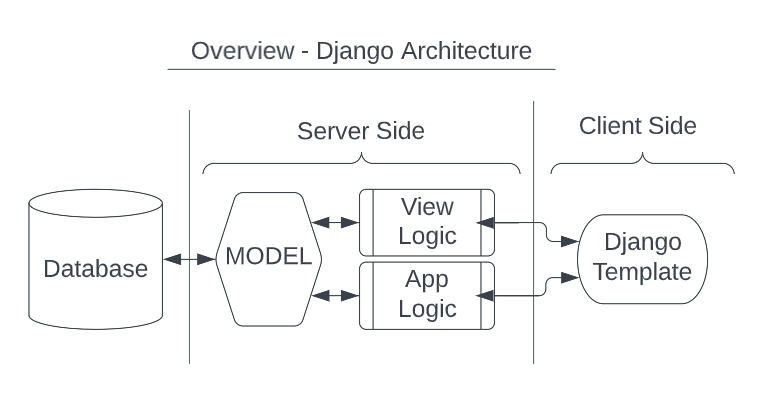 Overview - Django Architecture
Server Side
Client Side
Database
MODEL
View
Logic
App
Logic
Django
Template